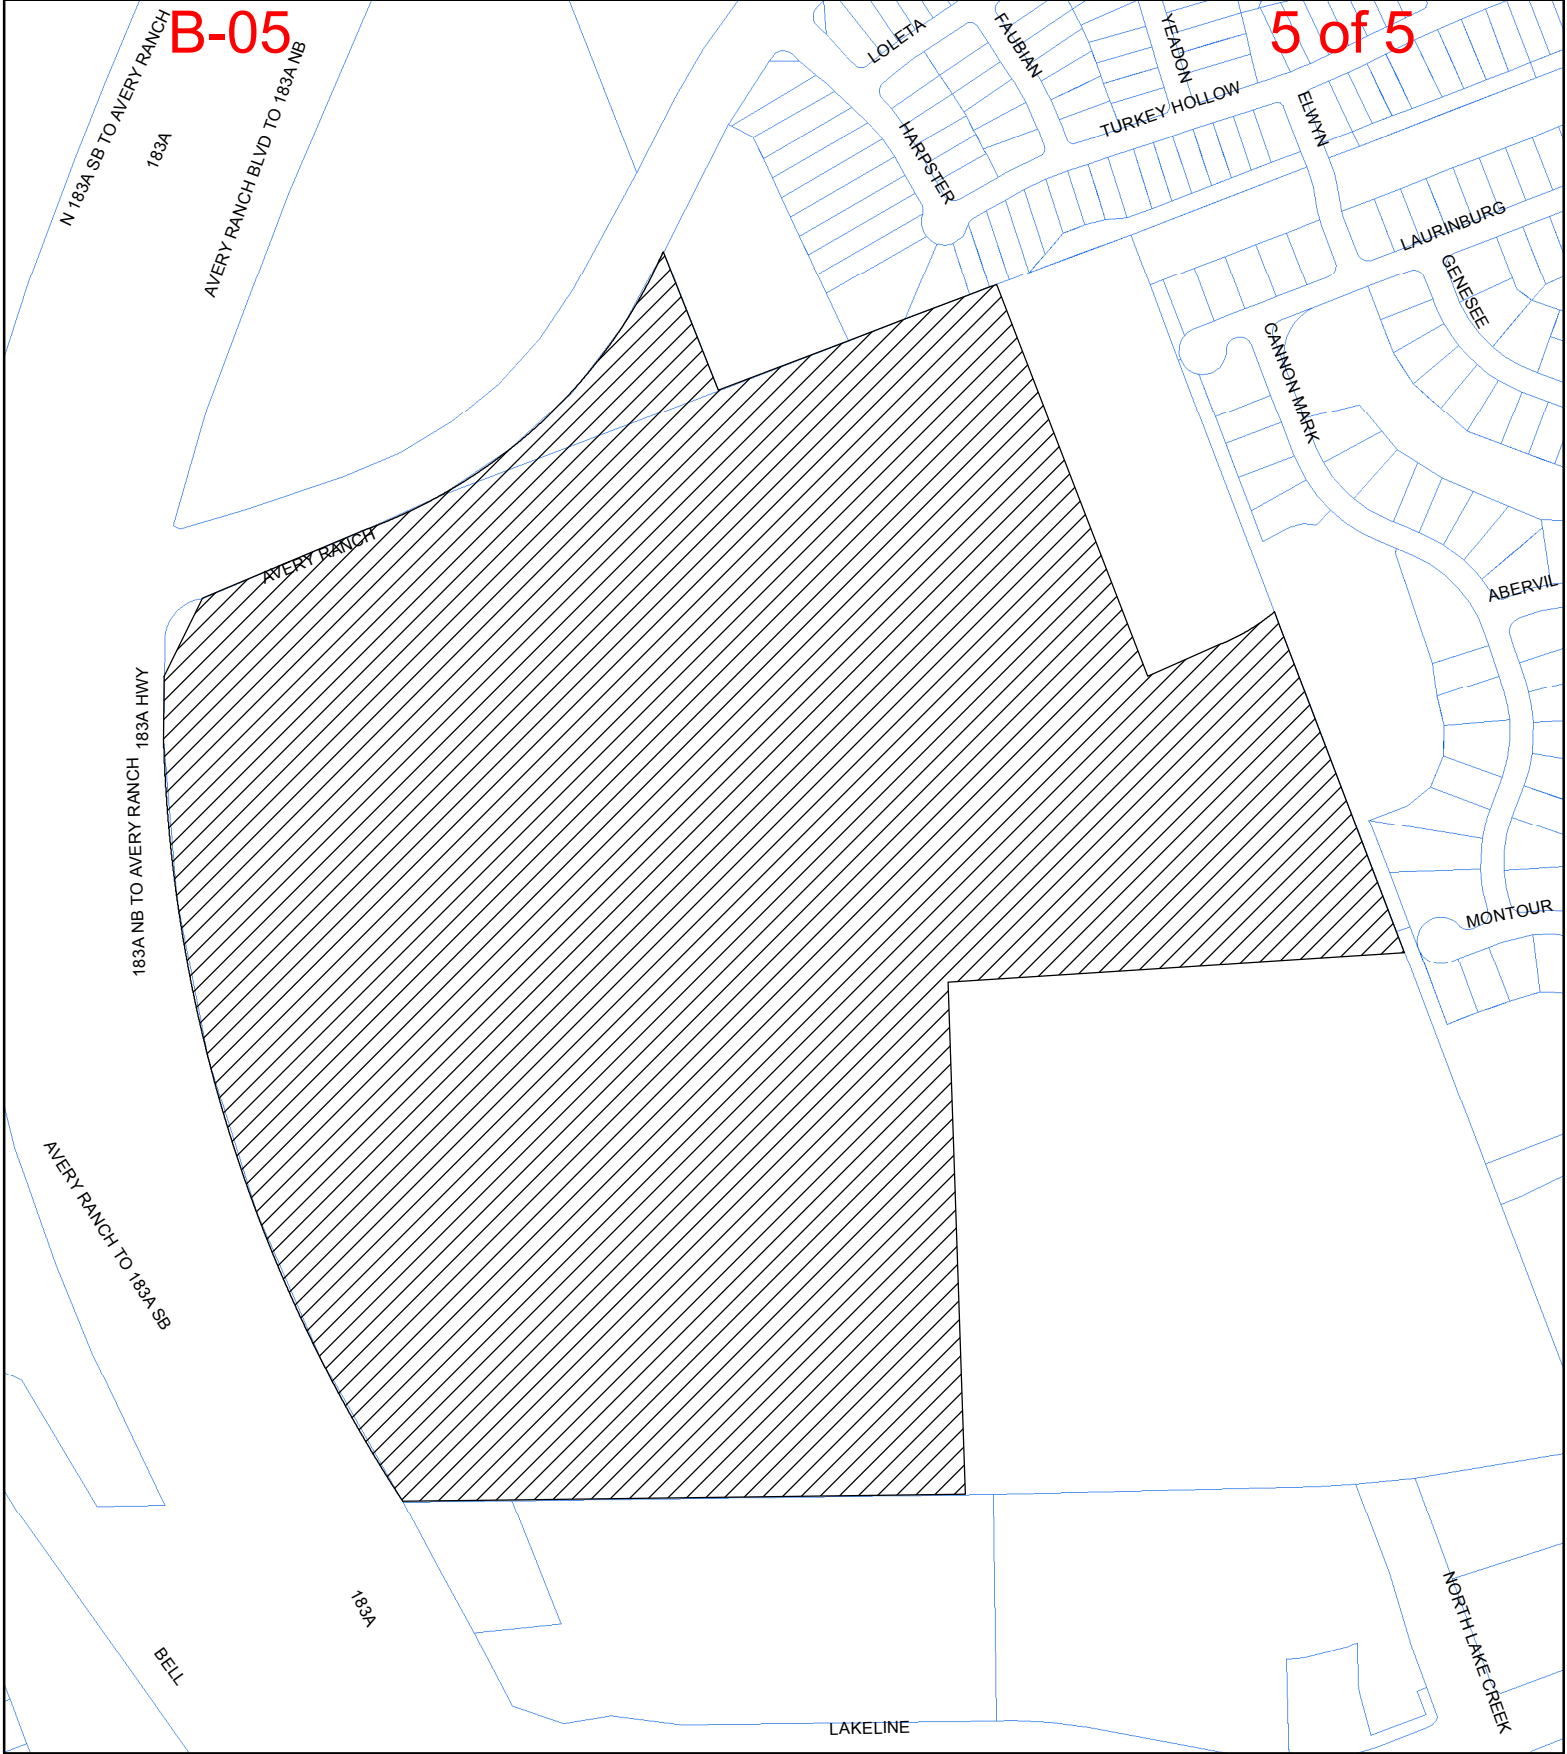 B-05
5 of 5
N 183A SB TO AVERY RANCH
183A
AVERY RANCH BLVD TO 183A NB
LOLETA
FAUBIAN
YEADON
TURKEY HOLLOW
ELWYN
HARPSTER
LAURINBURG
GENESEE
CANNON MARK
AVERY RANCH
ABERVIL
183A HWY
183A NB TO AVERY RANCH
MONTOUR
AVERY RANCH TO 183A SB
183A
BELL
NORTH LAKE CREEK
LAKELINE